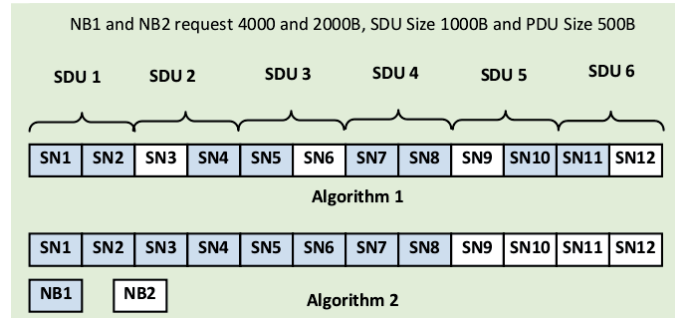 NB1 and NB2 request 4000 and 2000B, SDU Size 1000B and PDU Size 500B
SDU 1 SDU 2 SDU 3 SDU 4 SDU 5 SDU 6
SN1 SN2 SN3 SN4 SN5 SN6 SN7 SN8 SN9 SN10 SN11 SN12
Algorithm 1
SN1 SN2 SN3 SN4 SN5 SN6 SN7 SN8 SN9 SN10 SN11 SN12
NB1 NB2 Algorithm 2